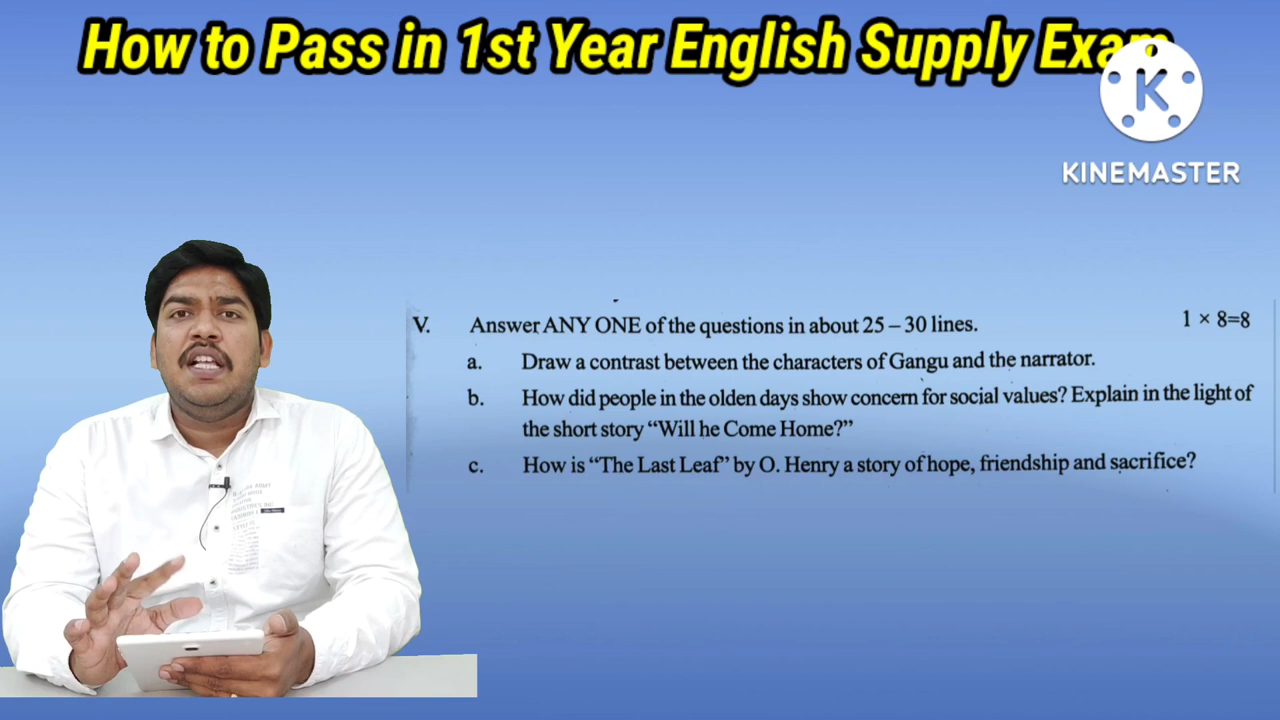 How to Pass in 1st Year English Supply Exam
K
KINEMASTER
V. Answer ANY ONE of the questions in about 25 – 30 lines. 1 × 8=8
a. Draw a contrast between the characters of Gangu and the narrator.
b. How did people in the olden days show concern for social values? Explain in the light of
the short story “Will he Come Home?”
c. How is “The Last Leaf” by O. Henry a story of hope, friendship and sacrifice?